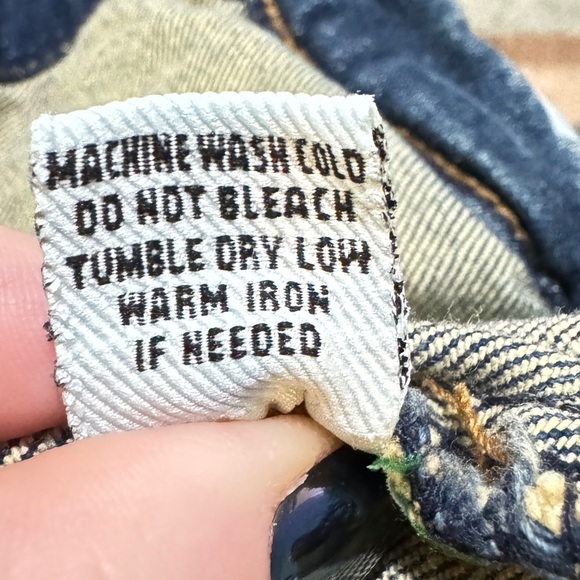 MACHINE WASH COLD
DO NOT BLEACH
TUMBLE DRY LOW
WARM IRON
IF NEEDED